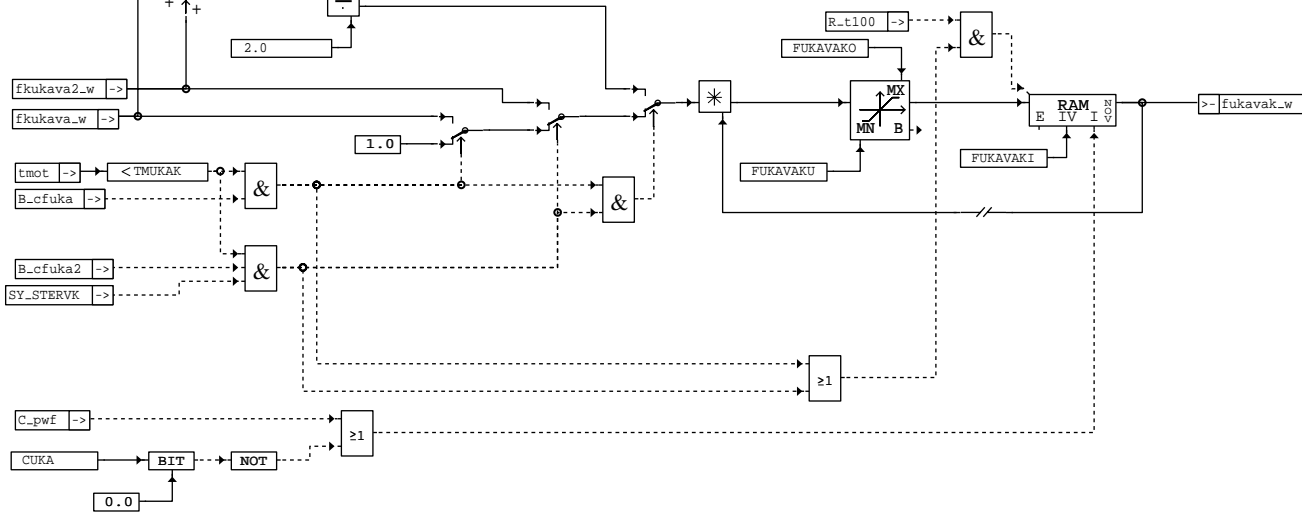 + +
R_t100 ->
2.0
&
FUKAVAKO
fkukava2_w ->
MX
RAM
NOV
>- fukavak_w
fkukava_w ->
*
E IV I
MN B
1.0
FUKAVAKI
tmot ->
< TMUKAK
FUKAVAKU
&
B_cfuka ->
&
B_cfuka2 ->
&
SY_STERVK ->
≥1
C_pwf ->
≥1
CUKA
BIT
NOT
0.0